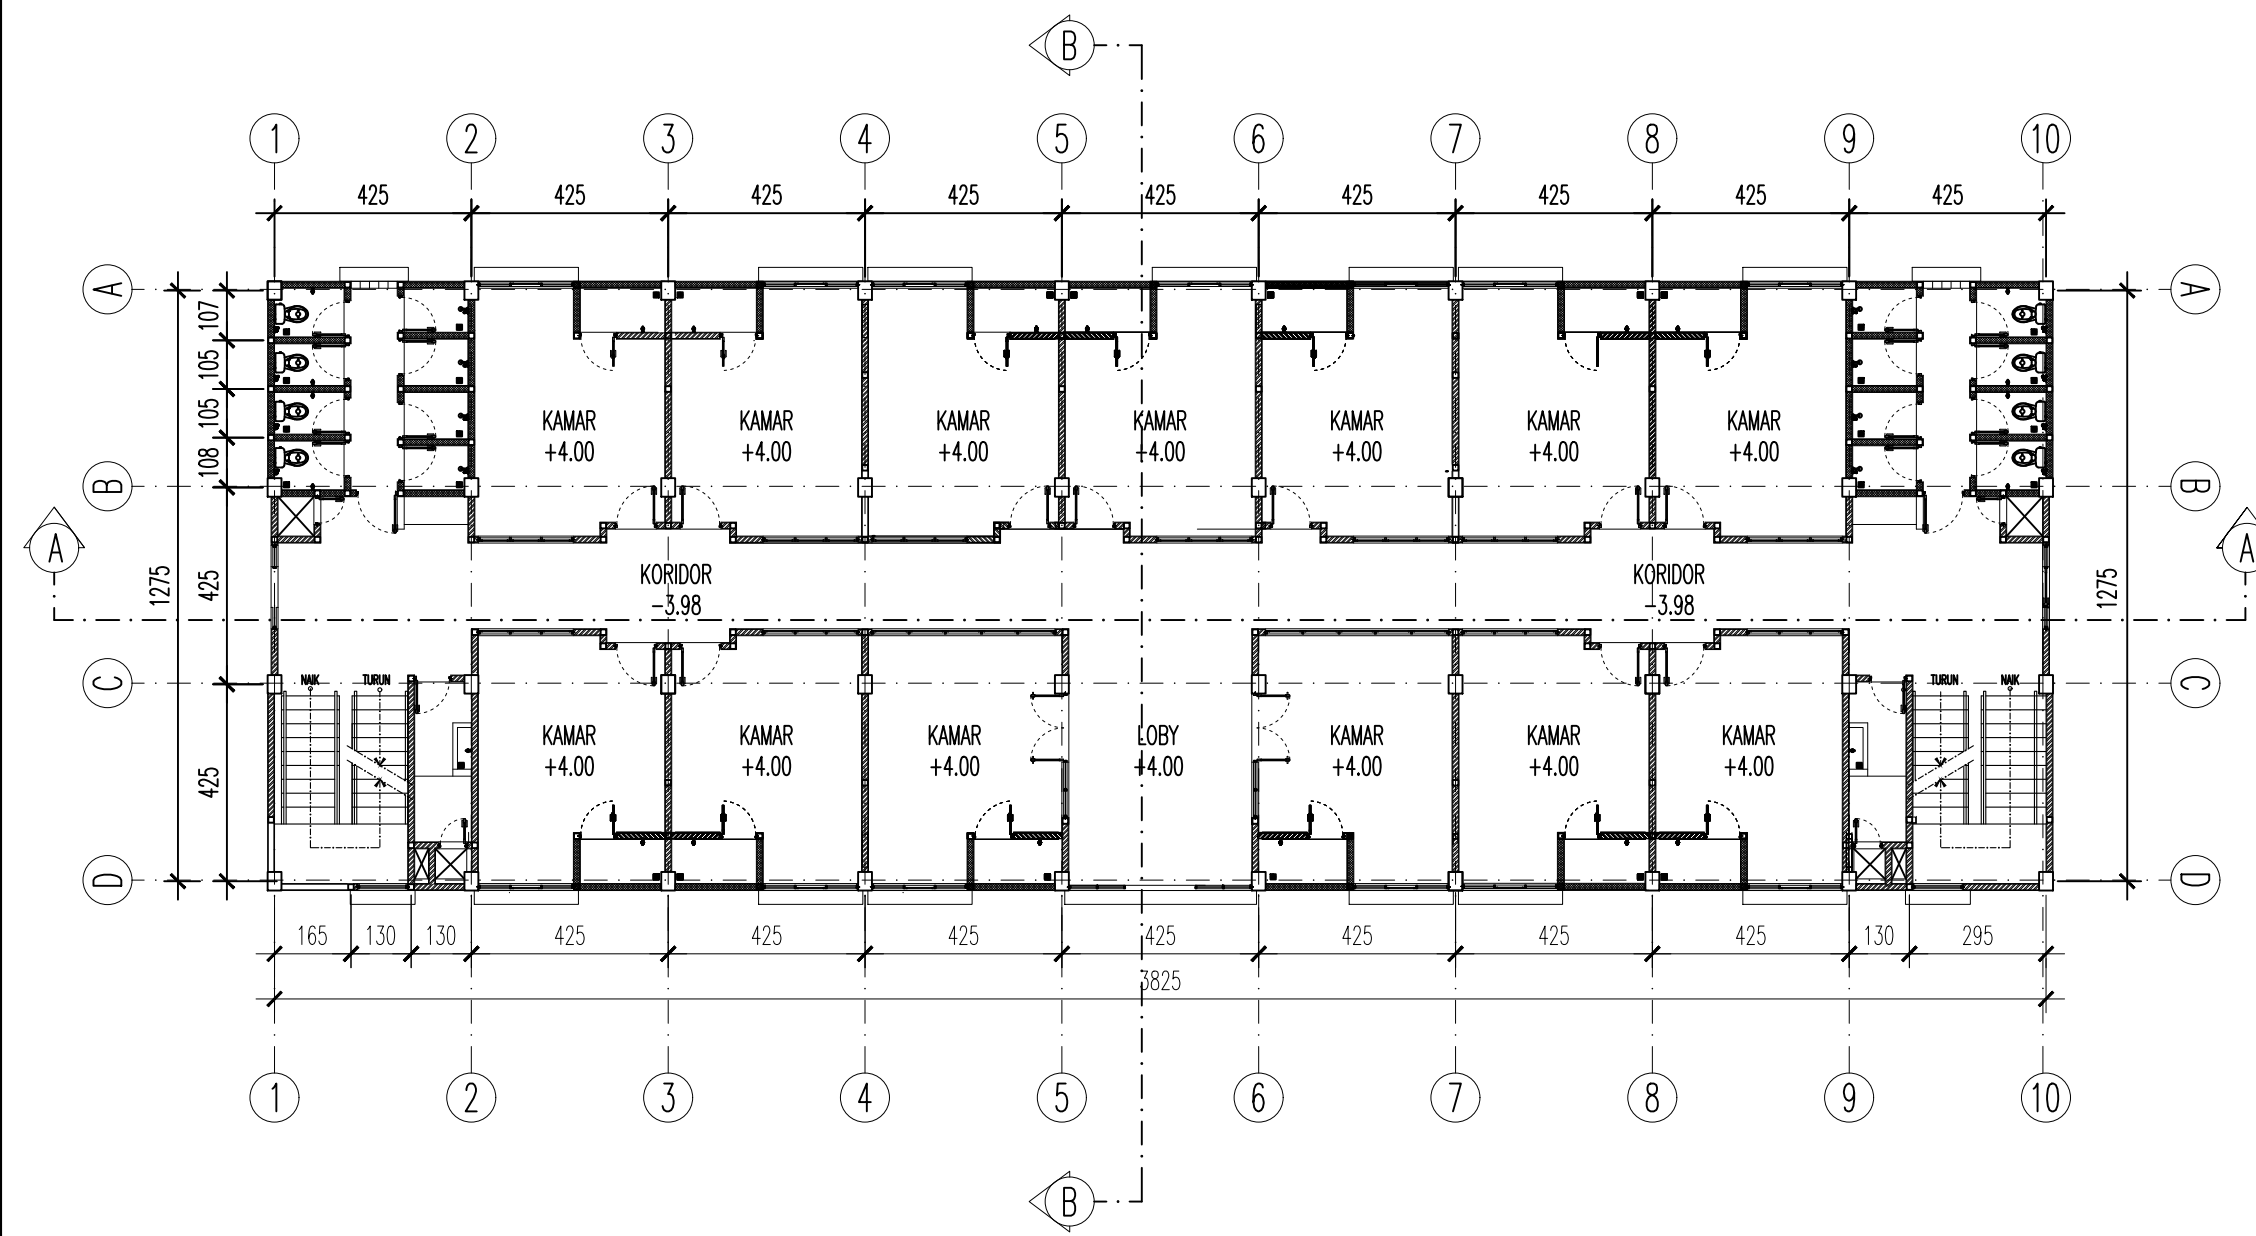 B
1 2 3 4 5 6 7 8 9 10
425 425 425 425 425 425 425 425 425
A A
107
105
105
108
KAMAR KAMAR KAMAR KAMAR KAMAR KAMAR KAMAR
+4.00 +4.00 +4.00 +4.00 +4.00 +4.00 +4.00
B B
A A
1275 425 1275
KORIDOR KORIDOR
-3.98 -3.98
C C
NAIK TURUN TURUN NAIK
425
KAMAR KAMAR KAMAR LOBY KAMAR KAMAR KAMAR
+4.00 +4.00 +4.00 +4.00 +4.00 +4.00 +4.00
D D
165 130 130 425 425 425 425 425 425 425 130 295
3825
1 2 3 4 5 6 7 8 9 10
B